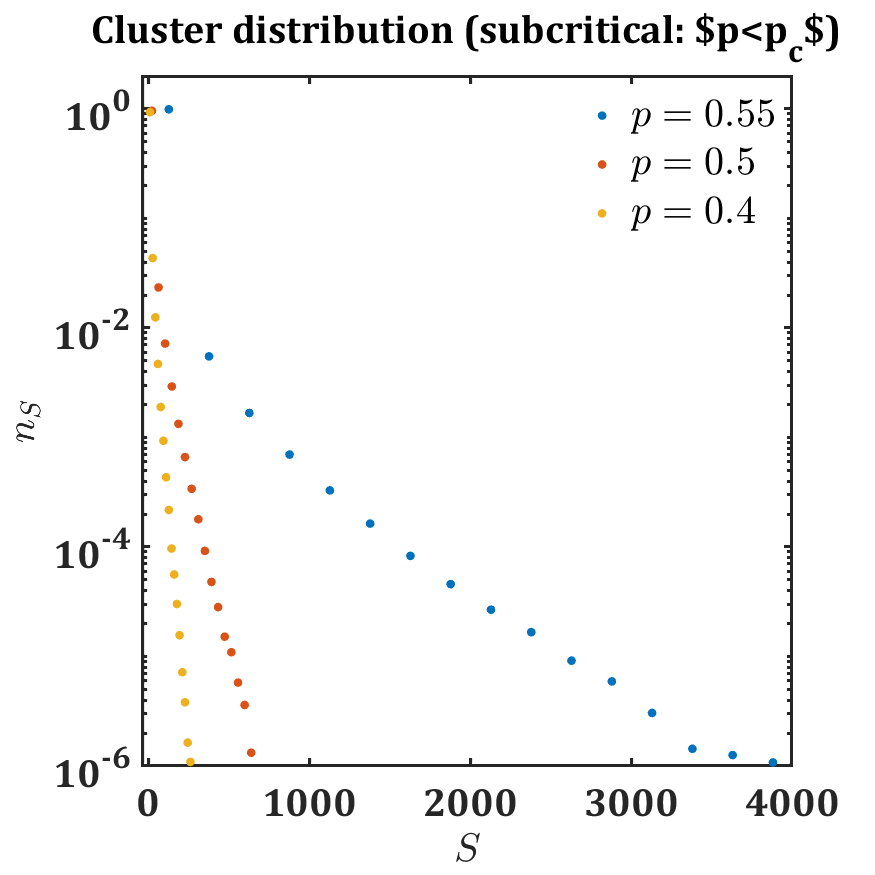 Cluster distribution (subcritical: $p<p_c$)
10^0
10^-2
10^-4
10^-6
n_S
p = 0.55
p = 0.5
p = 0.4
0 1000 2000 3000 4000
S